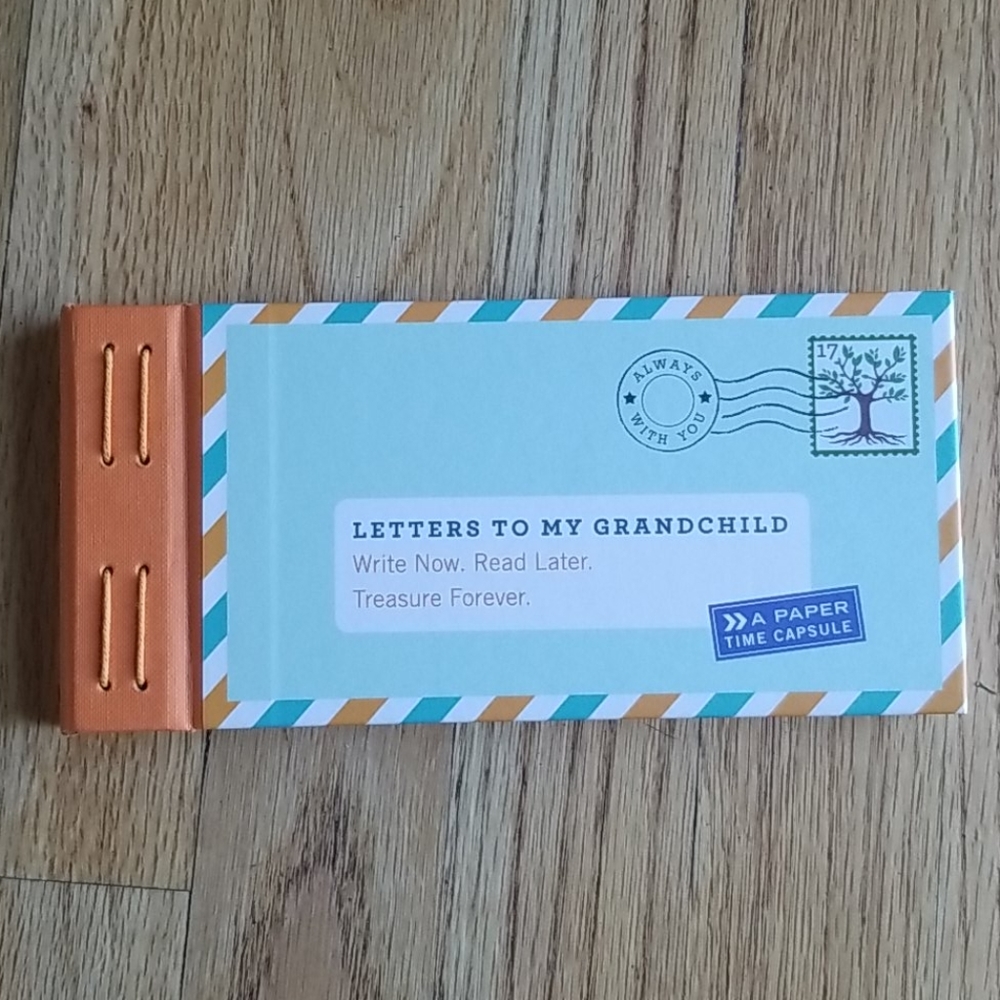 17
ALWAYS
WITH YOU
LETTERS TO MY GRANDCHILD
Write Now. Read Later.
Treasure Forever.
A PAPER
TIME CAPSULE